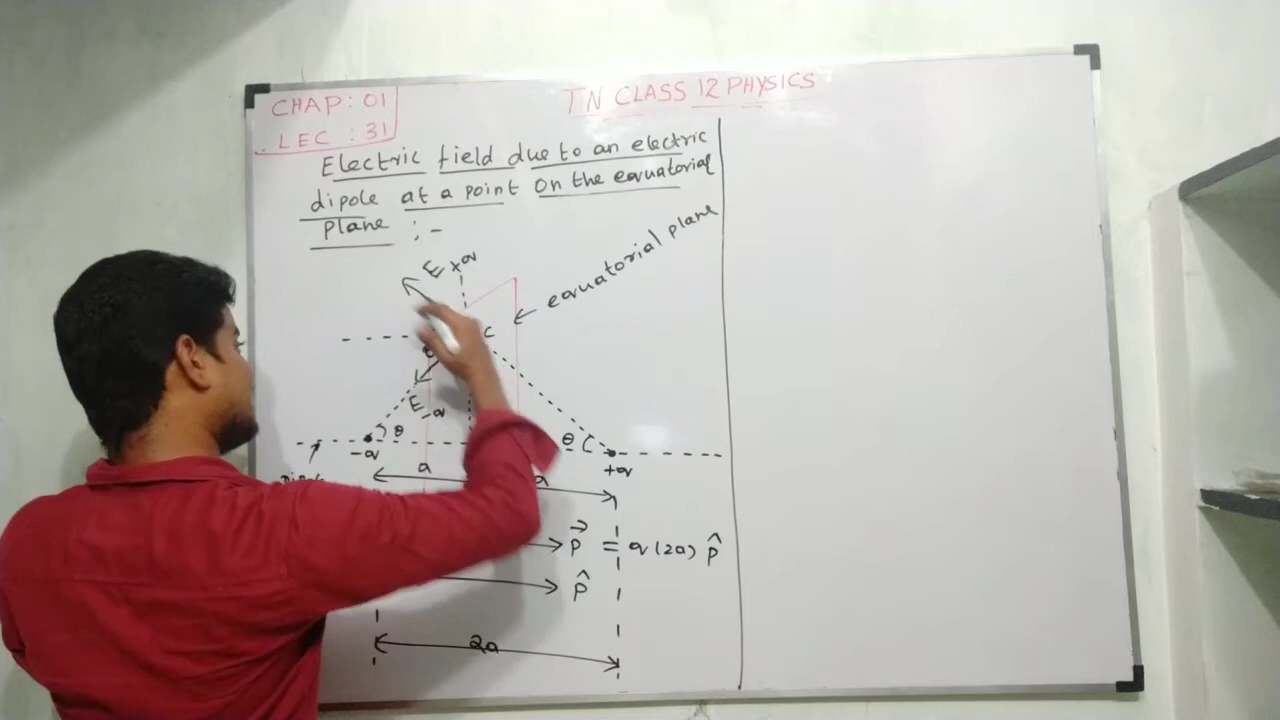 CHAP: 01
LEC : 31
TN CLASS 12 PHYSICS
Electric field due to an electric
dipole at a point on the equatorial
plane :-
E+q
equatorial plane
C
θ
E-q
θ
θ
-q
+q
a
a
p⃗ = q(2a) p̂
p̂
2a